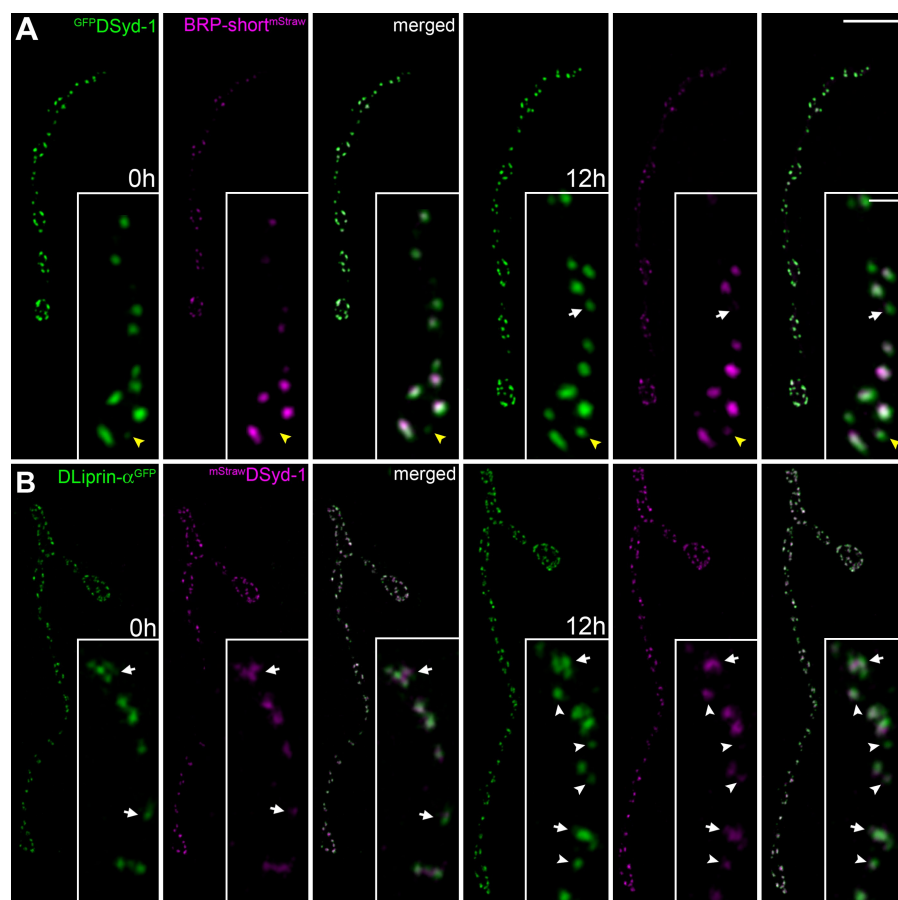 A
GFPDSyd-1
BRP-shortmStraw
merged
0h
12h
B
DLiprin-αGFP
mStrawDSyd-1
merged
0h
12h